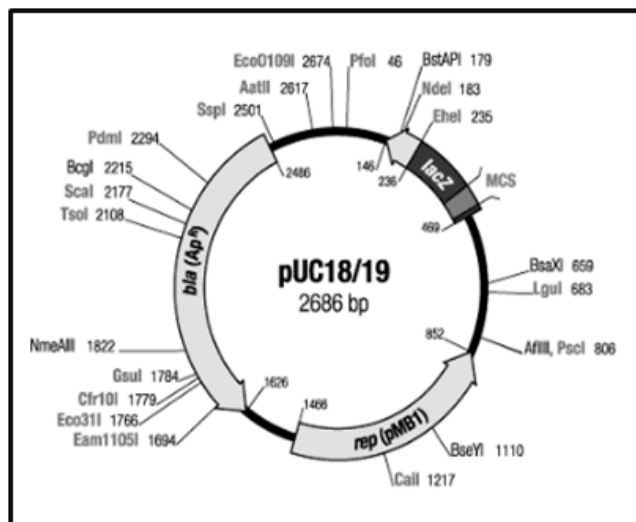 EcoO109I 2674
PfoI 46
BstAPI 179
AatII 2617
NdeI 183
SspI 2501
EheI 235
PdmI 2294
BcgI 2215
ScaI 2177
TsoI 2108
2486
146
236
lacZ
MCS
469
bla (Ap R)
pUC18/19
2686 bp
BsaXI 659
LguI 683
NmeAIII 1822
852
AflIII, PscI 806
GsuI 1784
Cfr10I 1779
Eco31I 1766
Eam1105I 1694
1626
1466
rep (pMB1)
BseYI 1110
CaiI 1217